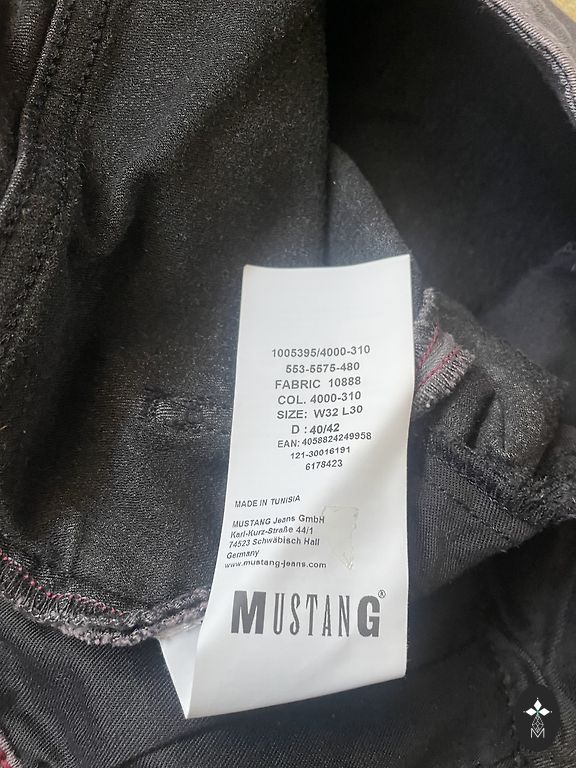 1005395/4000-310
553-5575-480
FABRIC 10888
COL. 4000-310
SIZE: W32 L30
D : 40/42
EAN: 4058824249958
121-30016191
6178423
MADE IN TUNISIA
MUSTANG Jeans GmbH
Karl-Kurz-Straße 44/1
74523 Schwäbisch Hall
Germany
www.mustang-jeans.com
MUSTANG®
M